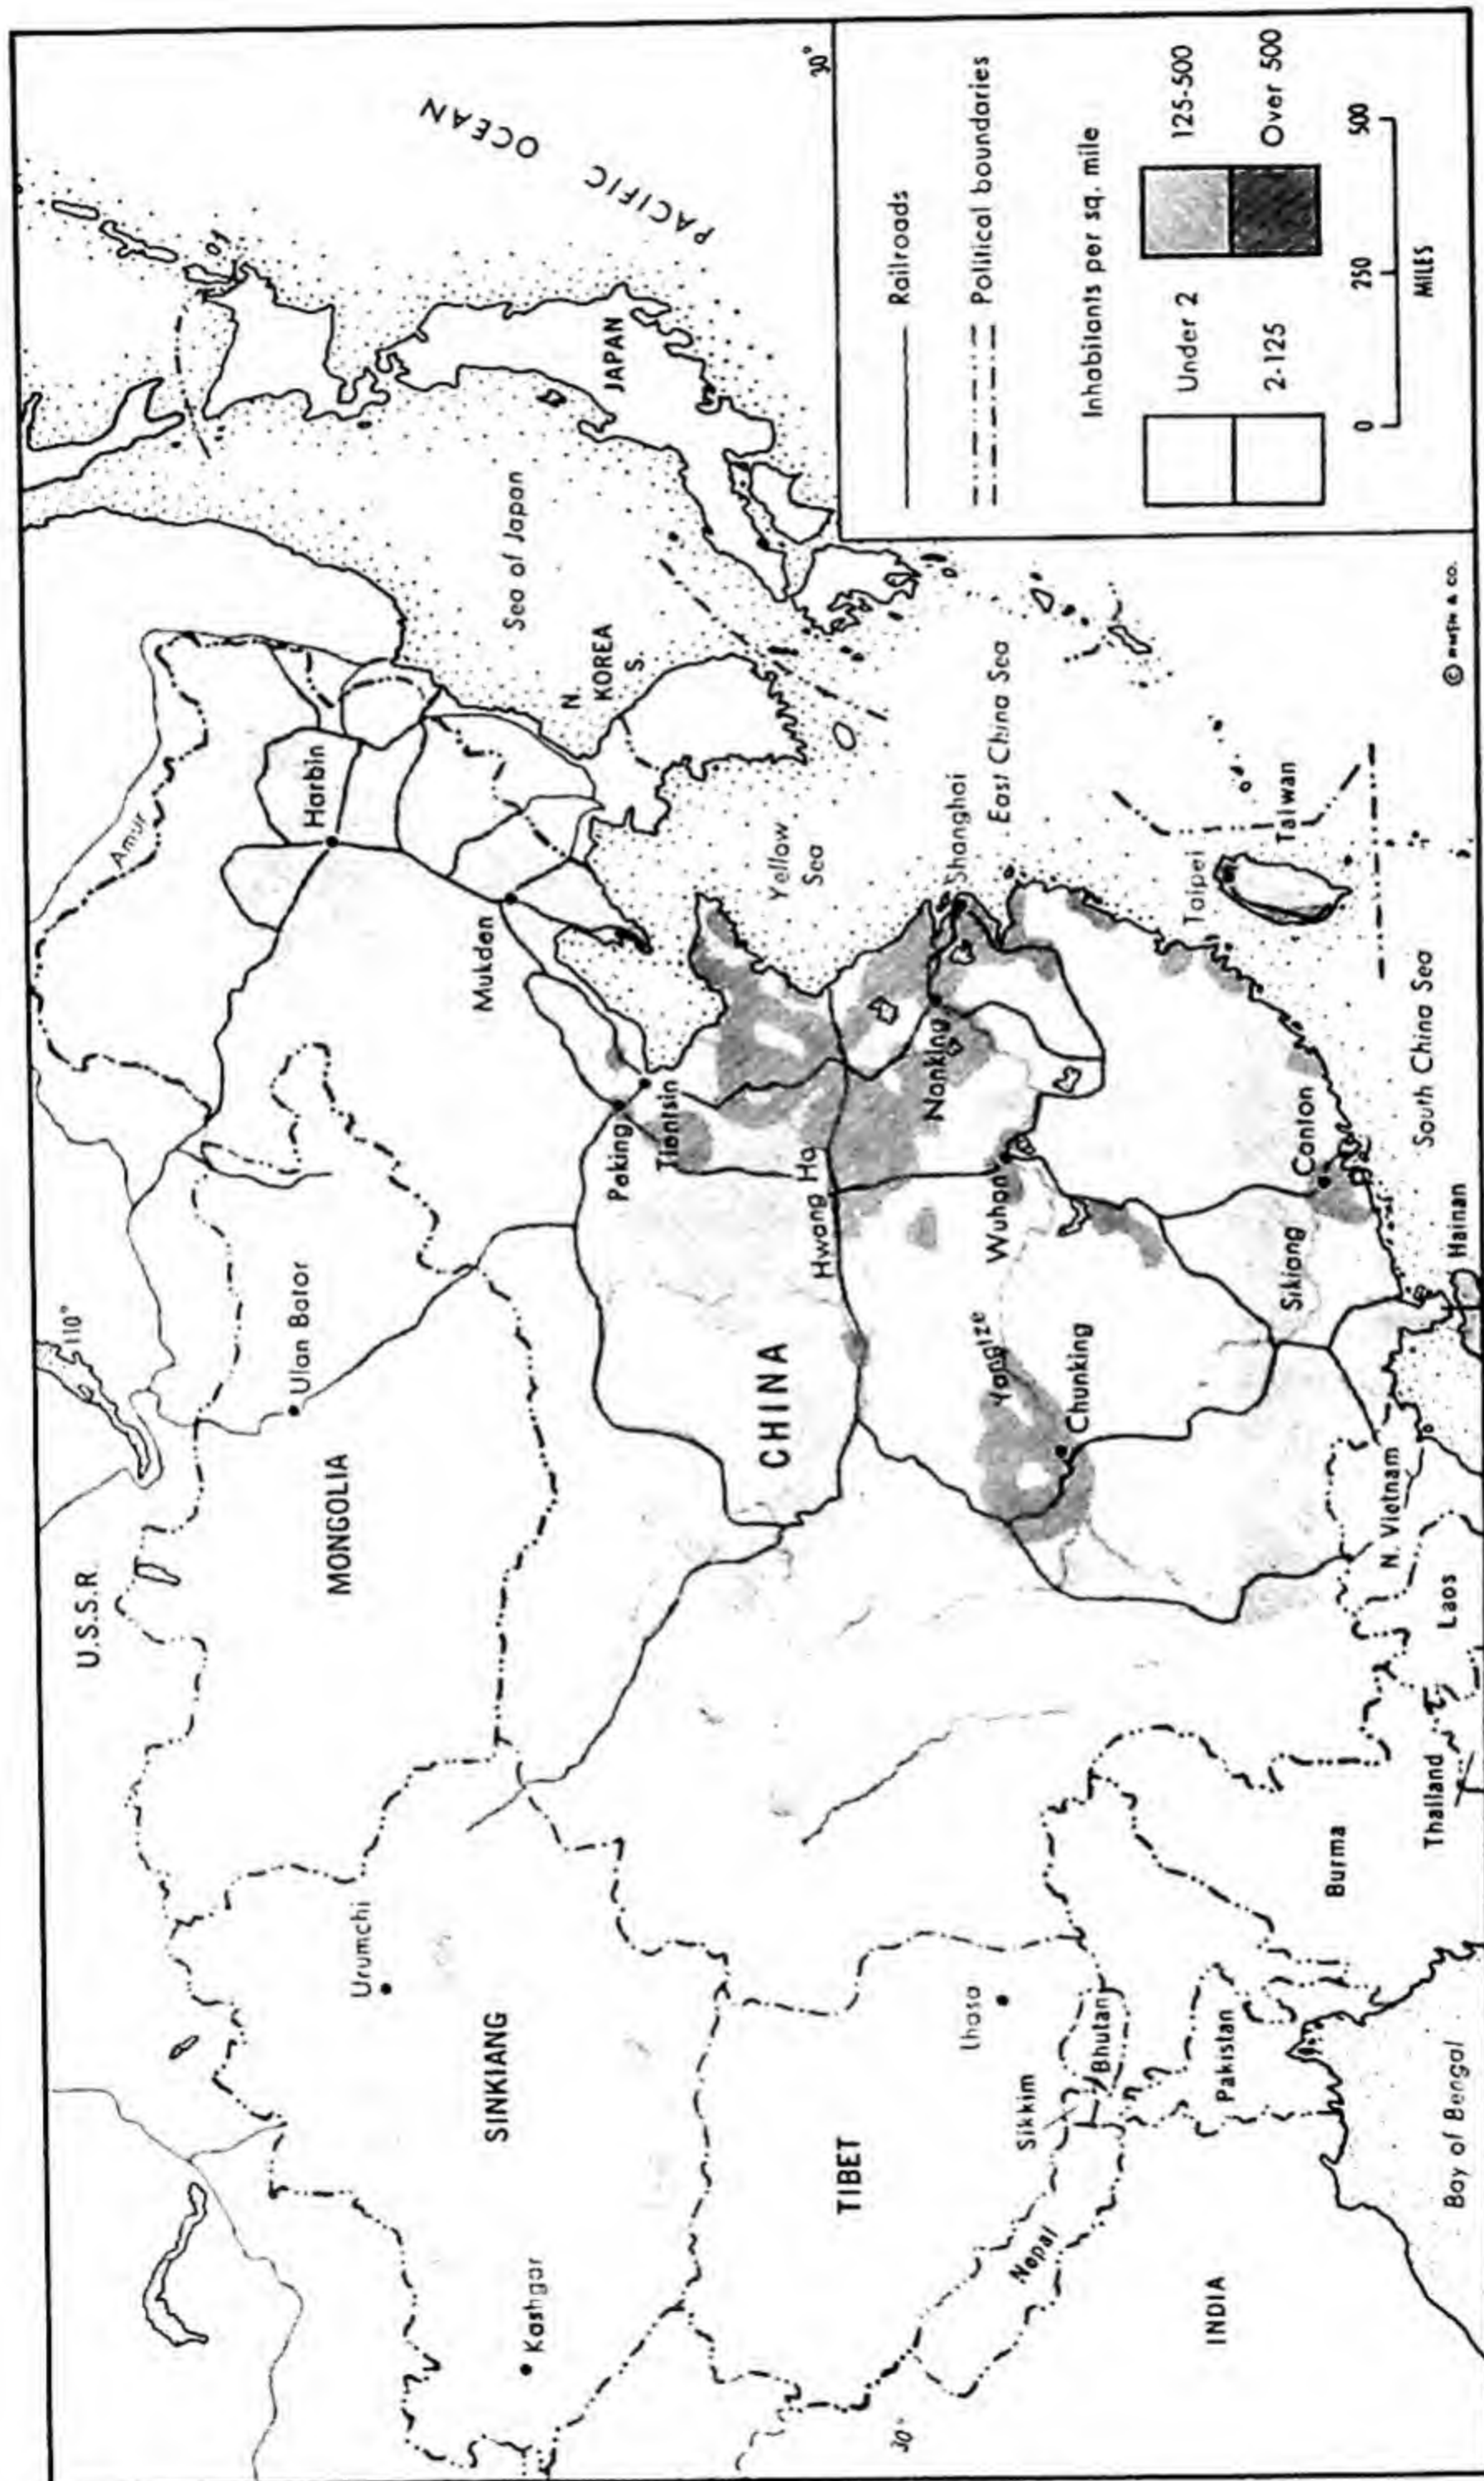 U.S.S.R.
110°
Amur
40°
PACIFIC OCEAN
MONGOLIA
Ulan Bator
Harbin
Urumchi
Mukden
Sea of Japan
JAPAN
SINKIANG
Kashgar
Peking
Tientsin
N.
KOREA
S.
30°
CHINA
Hwang Ho
Yellow
Sea
TIBET
Lhasa
Yangtze
Chunking
Wuhan
Nanking
Shanghai
East China Sea
30°
Nepal
Sikkim
Bhutan
Pakistan
INDIA
Burma
Sikiang
Canton
Taipei
Taiwan
Bay of Bengal
Thailand
Laos
N. Vietnam
Hainan
South China Sea
Railroads
Political boundaries
Inhabitants per sq. mile
Under 2
125-500
2-125
Over 500
0 250 500
MILES